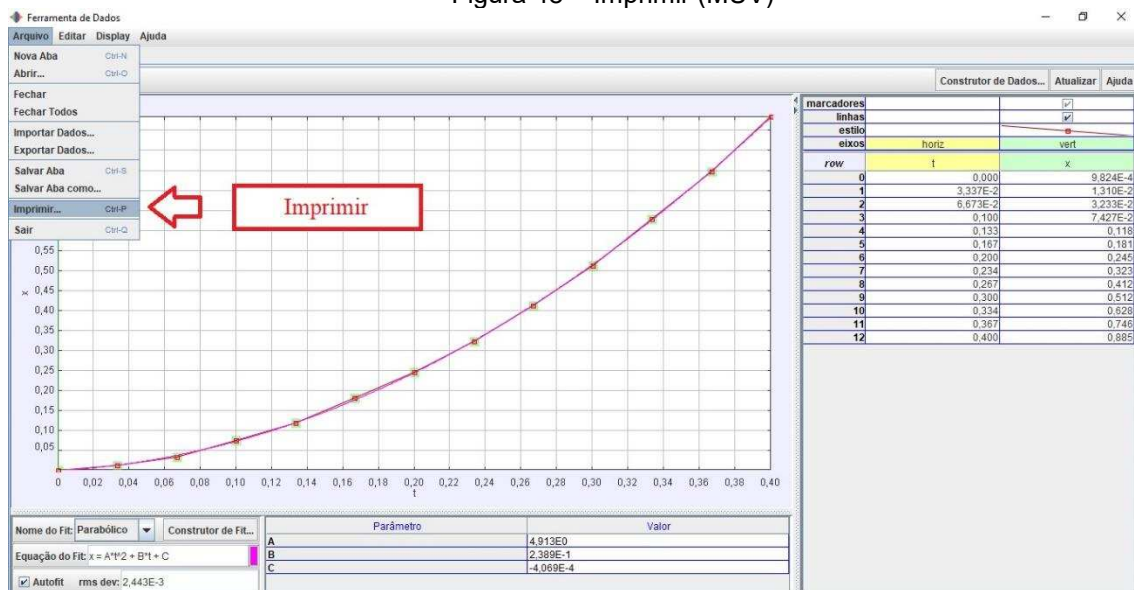 Figura 48 – Imprimir (MUV)
Ferramenta de Dados
Arquivo Editar Display Ajuda
Nova Aba Ctrl-N
Abrir... Ctrl-O
Fechar
Fechar Todos
Importar Dados...
Exportar Dados...
Salvar Aba Ctrl-S
Salvar Aba como...
Imprimir... Ctrl-P
Sair Ctrl-Q
Imprimir
Construtor de Dados... Atualizar Ajuda
0,55
0,50
0,45
0,40
0,35
0,30
0,25
0,20
0,15
0,10
0,05
x
0 0,02 0,04 0,06 0,08 0,10 0,12 0,14 0,16 0,18 0,20 0,22 0,24 0,26 0,28 0,30 0,32 0,34 0,36 0,38 0,40
t
marcadores
linhas
estilo
eixos horiz vert
row t x
0 0,000 9,824E-4
1 3,337E-2 1,310E-2
2 6,673E-2 3,233E-2
3 0,100 7,427E-2
4 0,133 0,118
5 0,167 0,181
6 0,200 0,245
7 0,234 0,323
8 0,267 0,412
9 0,300 0,512
10 0,334 0,628
11 0,367 0,746
12 0,400 0,885
Nome do Fit: Parabólico Construtor de Fit...
Equação do Fit: x = A*t^2 + B*t + C
Autofit rms dev: 2,443E-3
Parâmetro Valor
A 4,913E0
B 2,389E-1
C -4,069E-4